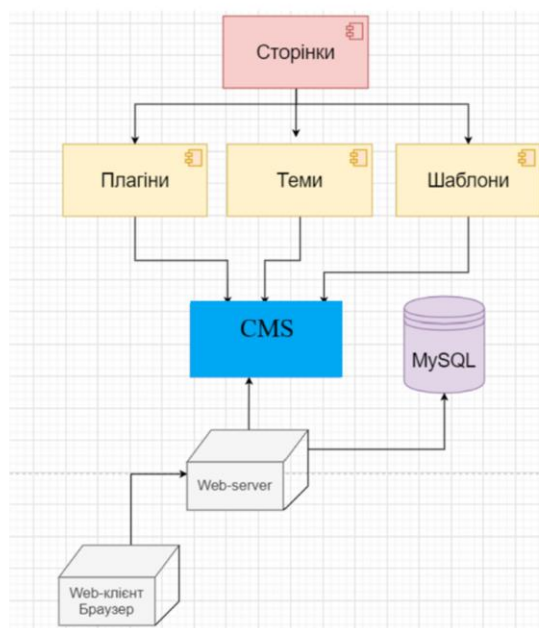 Сторінки
Плагіни
Теми
Шаблони
CMS
MySQL
Web-server
Web-клієнт
Браузер